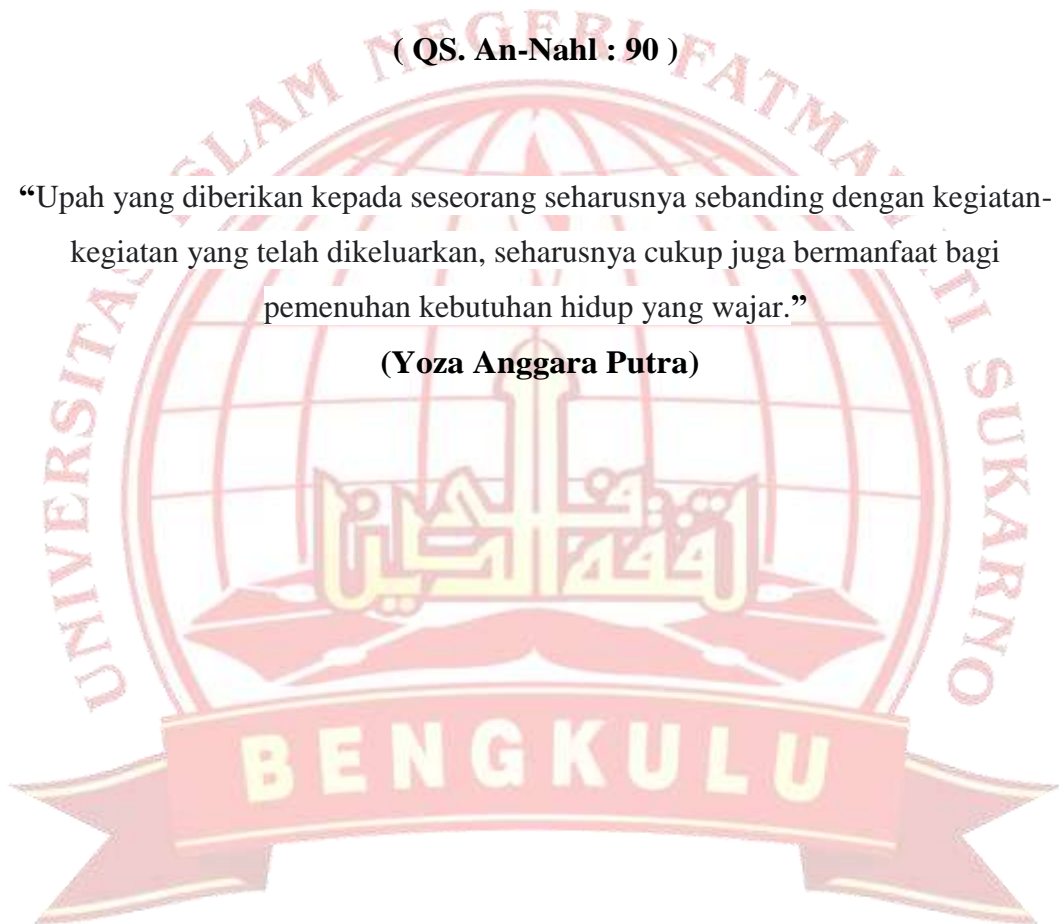 ( QS. An-Nahl : 90 )
“Upah yang diberikan kepada seseorang seharusnya sebanding dengan kegiatan-
kegiatan yang telah dikeluarkan, seharusnya cukup juga bermanfaat bagi
pemenuhan kebutuhan hidup yang wajar.”
(Yoza Anggara Putra)
UNIVERSITAS ISLAM NEGERI FATMAWATI SUKARNO
BENGKULU